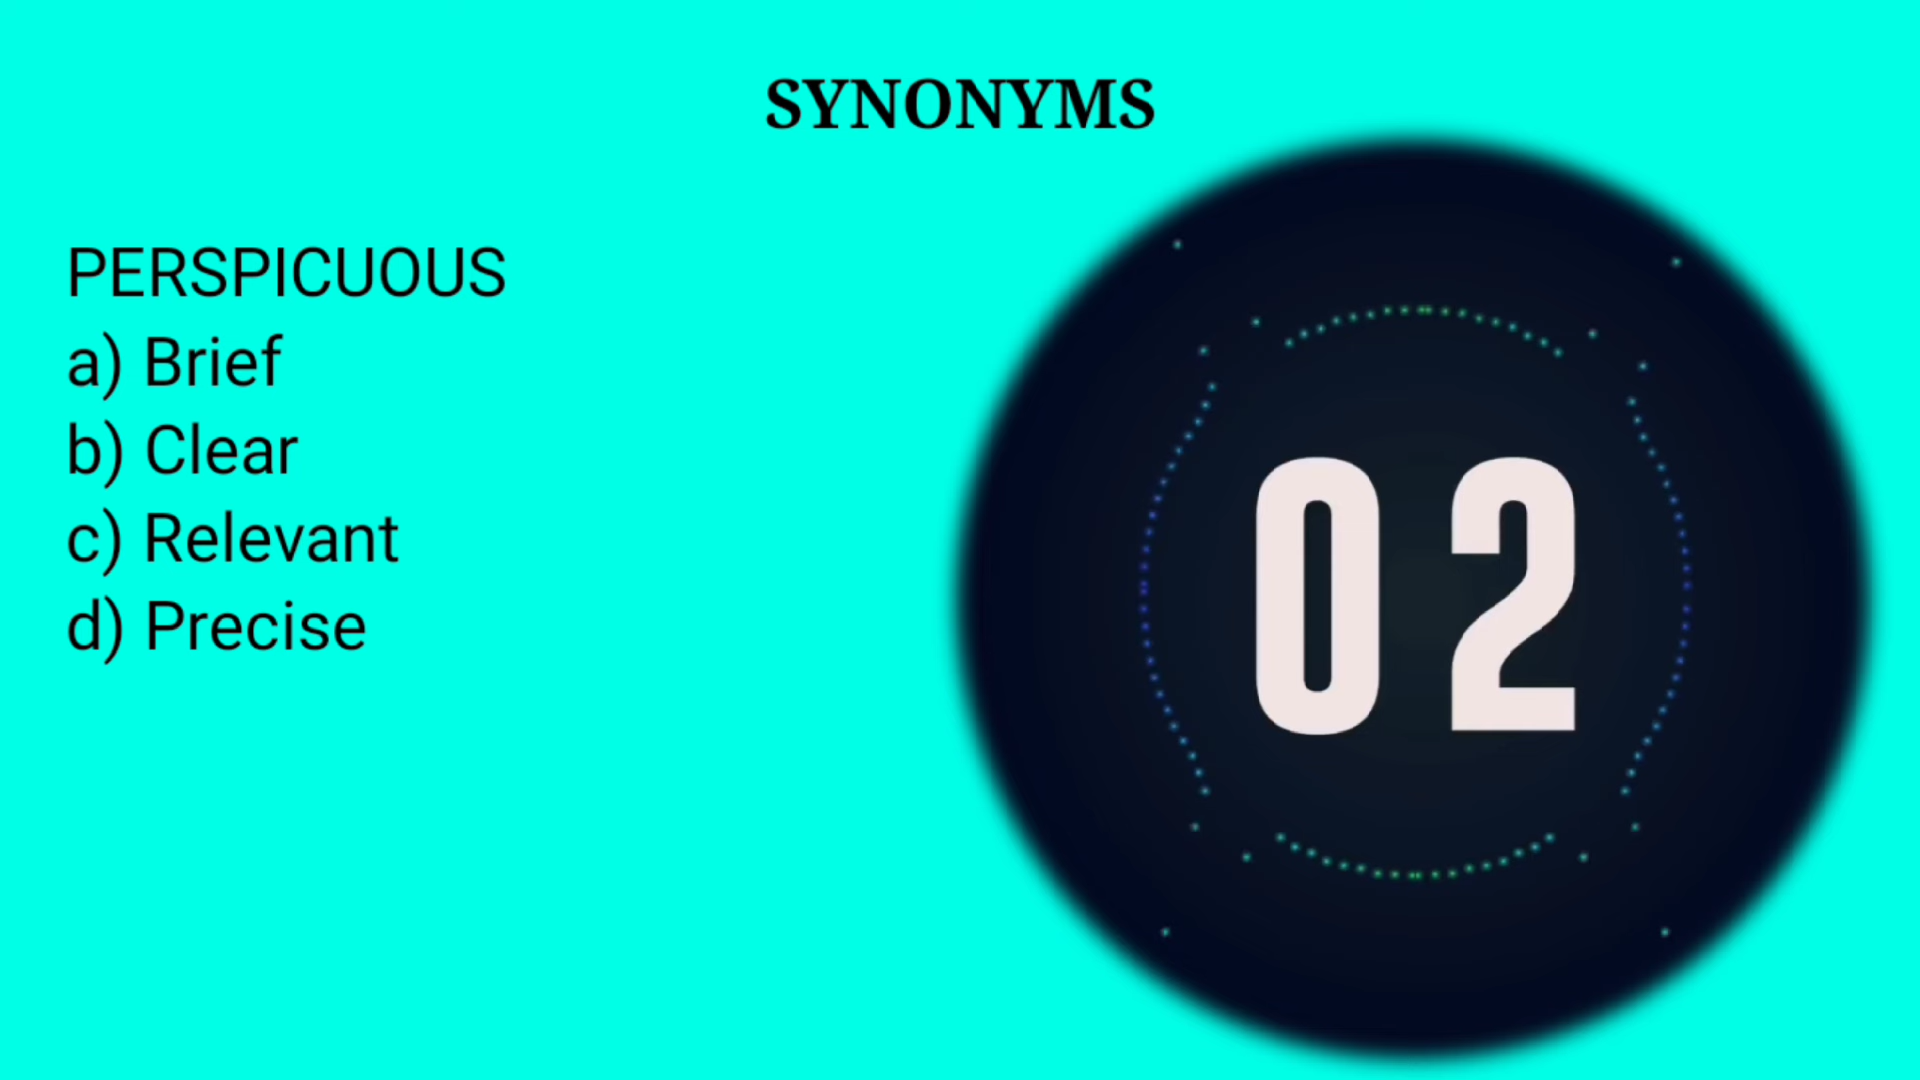 SYNONYMS
PERSPICUOUS
a) Brief
b) Clear
c) Relevant
d) Precise
02